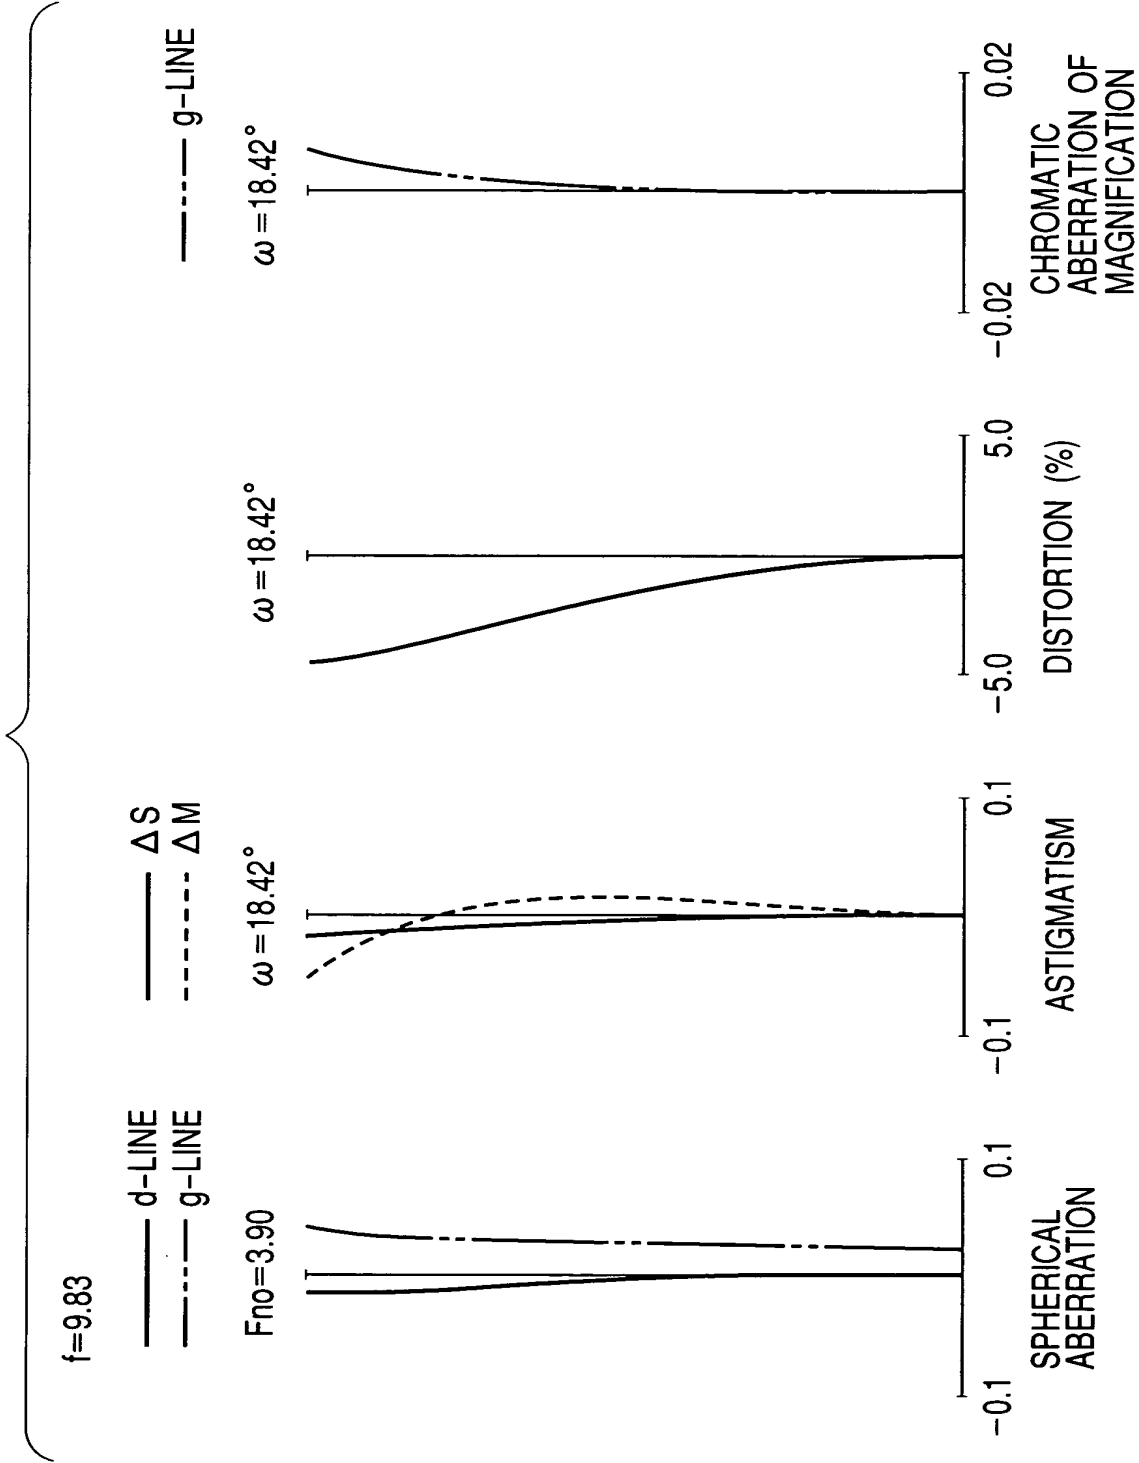 f=9.83
d-LINE
g-LINE
Fno=3.90
−0.1
0.1
SPHERICAL
ABERRATION
ΔS
ΔM
ω=18.42°
−0.1
0.1
ASTIGMATISM
ω=18.42°
−5.0
5.0
DISTORTION (%)
g-LINE
ω=18.42°
−0.02
0.02
CHROMATIC
ABERRATION OF
MAGNIFICATION